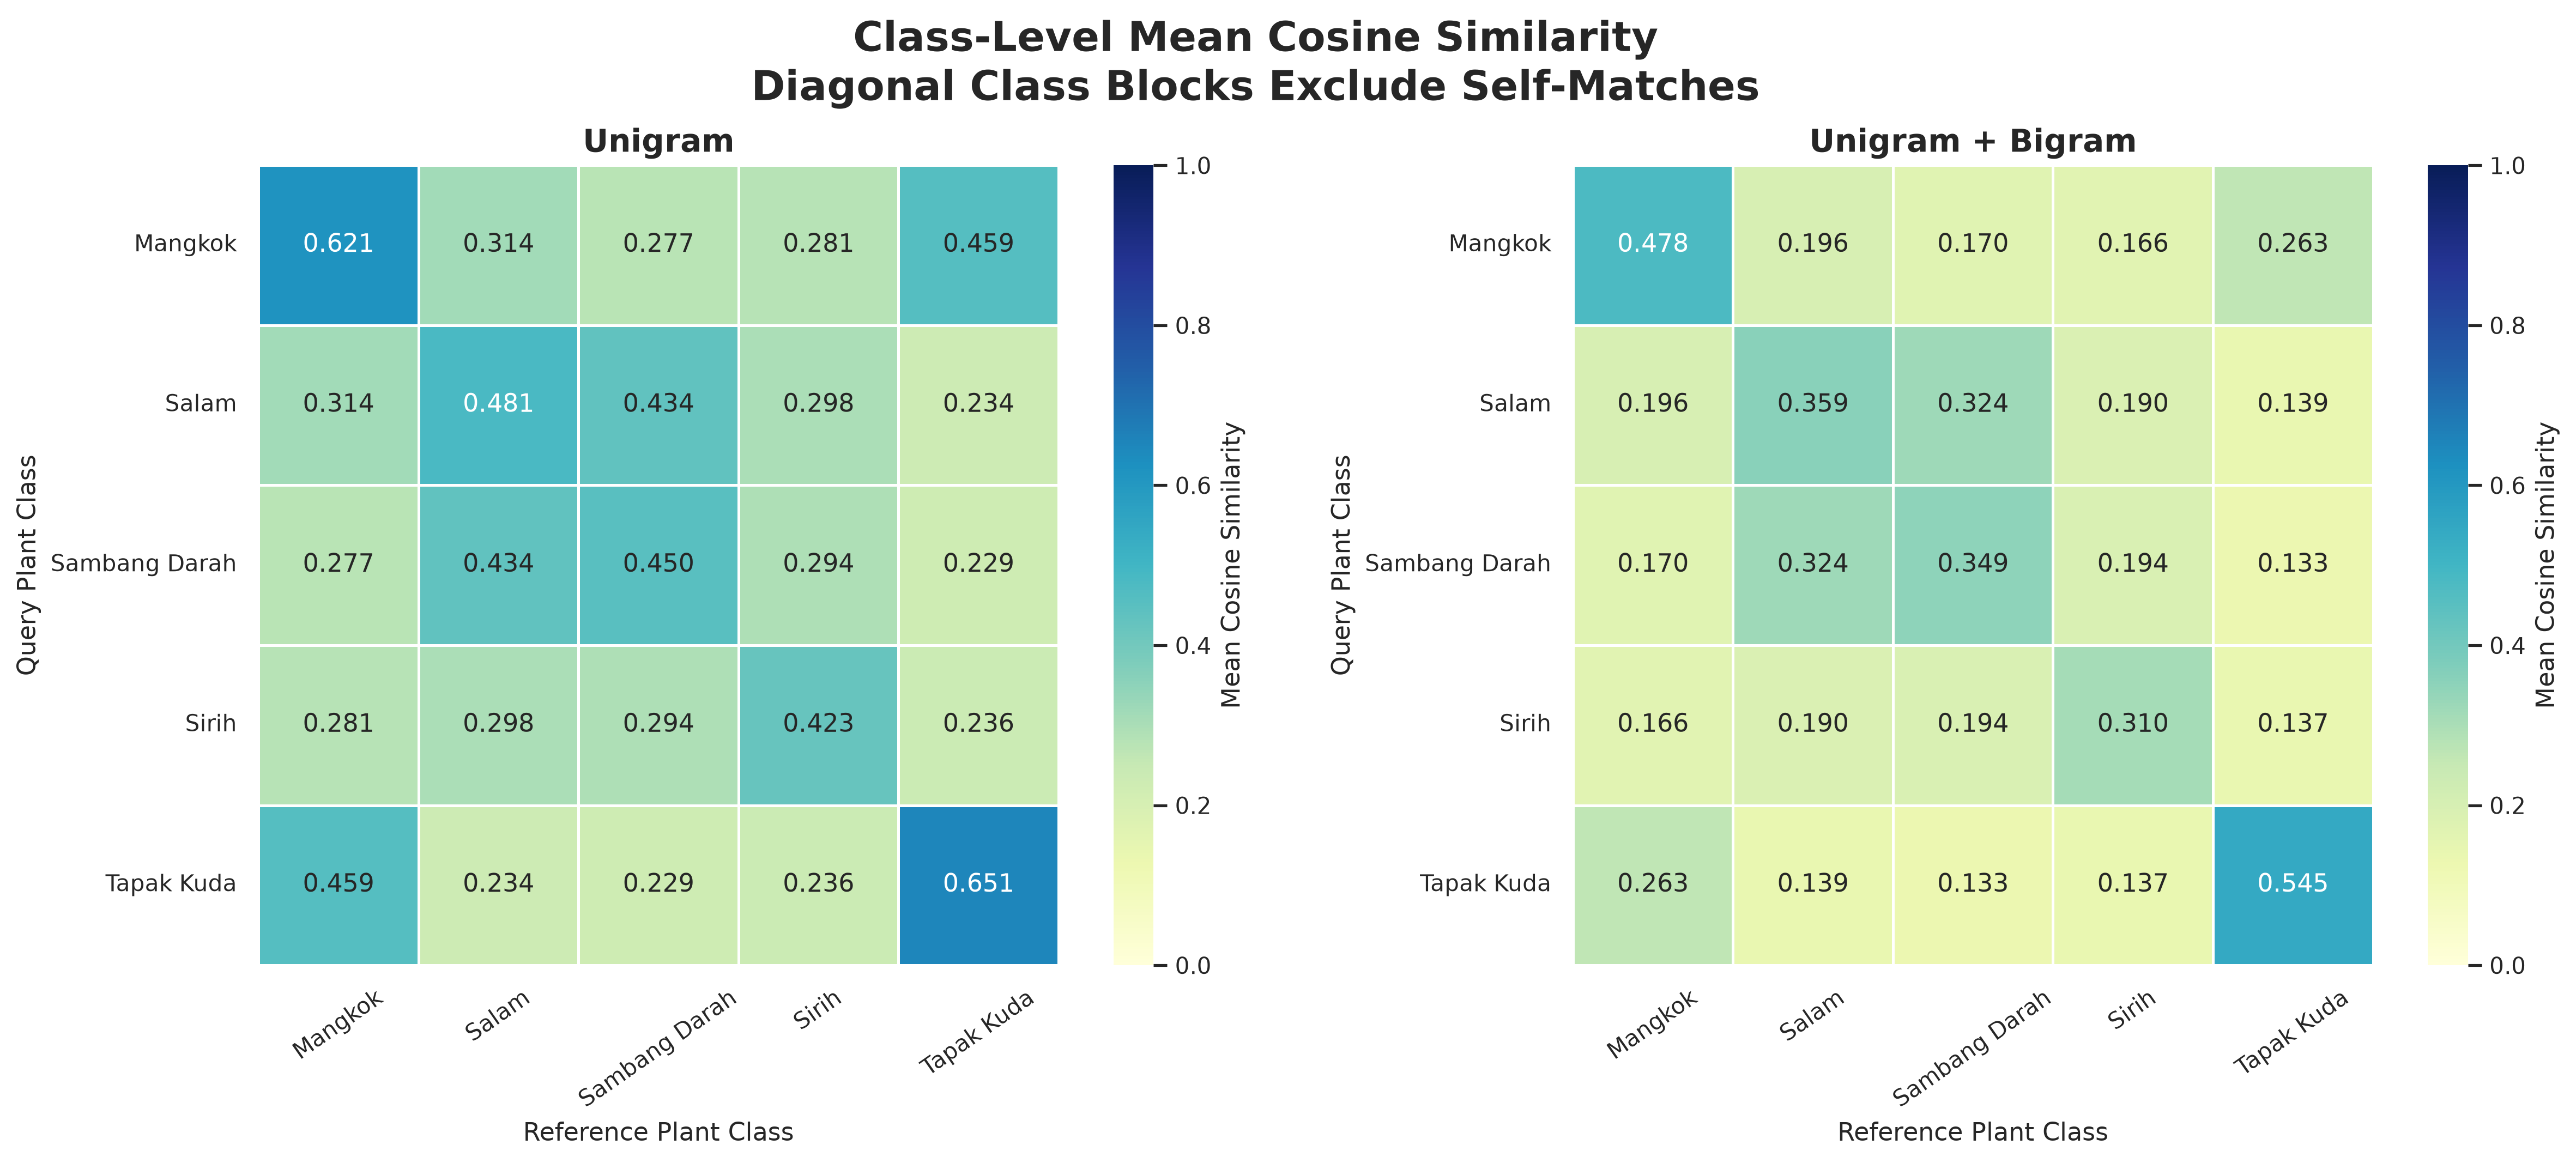 Class-Level Mean Cosine Similarity
Diagonal Class Blocks Exclude Self-Matches
Unigram
Query Plant Class
Mangkok 0.621 0.314 0.277 0.281 0.459
Salam 0.314 0.481 0.434 0.298 0.234
Sambang Darah 0.277 0.434 0.450 0.294 0.229
Sirih 0.281 0.298 0.294 0.423 0.236
Tapak Kuda 0.459 0.234 0.229 0.236 0.651
Mangkok Salam Sambang Darah Sirih Tapak Kuda
Reference Plant Class
1.0
0.8
0.6
0.4
0.2
0.0
Mean Cosine Similarity
Unigram + Bigram
Query Plant Class
Mangkok 0.478 0.196 0.170 0.166 0.263
Salam 0.196 0.359 0.324 0.190 0.139
Sambang Darah 0.170 0.324 0.349 0.194 0.133
Sirih 0.166 0.190 0.194 0.310 0.137
Tapak Kuda 0.263 0.139 0.133 0.137 0.545
Mangkok Salam Sambang Darah Sirih Tapak Kuda
Reference Plant Class
1.0
0.8
0.6
0.4
0.2
0.0
Mean Cosine Similarity